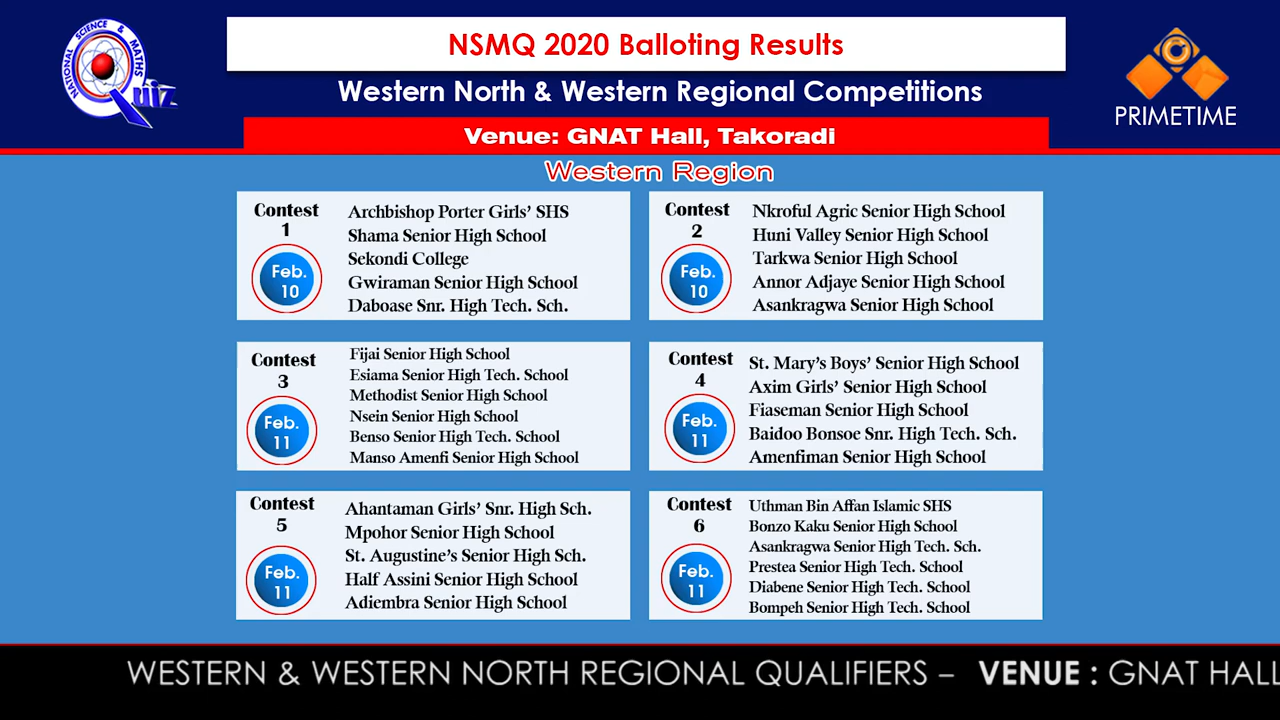 NATIONAL SCIENCE & MATHS
Quiz
NSMQ 2020 Balloting Results
Western North & Western Regional Competitions
Venue: GNAT Hall, Takoradi
PRIMETIME
Western Region
Contest
1
Feb.
10
Archbishop Porter Girls' SHS
Shama Senior High School
Sekondi College
Gwiraman Senior High School
Daboase Snr. High Tech. Sch.
Contest
2
Feb.
10
Nkroful Agric Senior High School
Huni Valley Senior High School
Tarkwa Senior High School
Annor Adjaye Senior High School
Asankragwa Senior High School
Contest
3
Feb.
11
Fijai Senior High School
Esiama Senior High Tech. School
Methodist Senior High School
Nsein Senior High School
Benso Senior High Tech. School
Manso Amenfi Senior High School
Contest
4
Feb.
11
St. Mary's Boys' Senior High School
Axim Girls' Senior High School
Fiaseman Senior High School
Baidoo Bonsoe Snr. High Tech. Sch.
Amenfiman Senior High School
Contest
5
Feb.
11
Ahantaman Girls' Snr. High Sch.
Mpohor Senior High School
St. Augustine's Senior High Sch.
Half Assini Senior High School
Adiembra Senior High School
Contest
6
Feb.
11
Uthman Bin Affan Islamic SHS
Bonzo Kaku Senior High School
Asankragwa Senior High Tech. Sch.
Prestea Senior High Tech. School
Diabene Senior High Tech. School
Bompeh Senior High Tech. School
WESTERN & WESTERN NORTH REGIONAL QUALIFIERS – VENUE : GNAT HALL